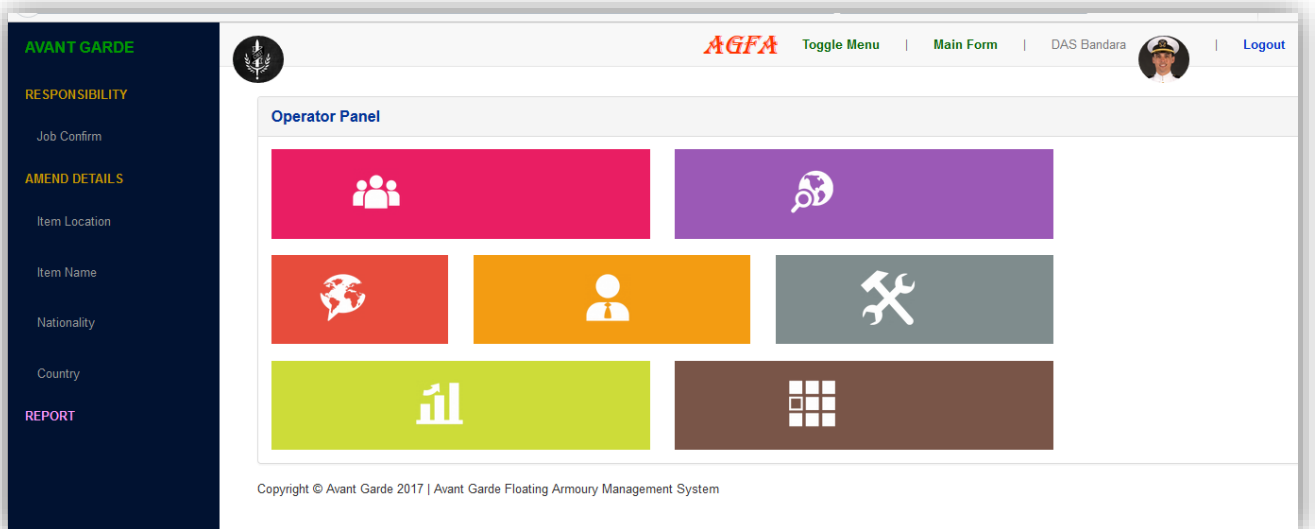 AVANT GARDE
AGFA Toggle Menu | Main Form | DAS Bandara | Logout
RESPONSIBILITY
Job Confirm
AMEND DETAILS
Item Location
Item Name
Nationality
Country
REPORT
Operator Panel
Copyright © Avant Garde 2017 | Avant Garde Floating Armoury Management System